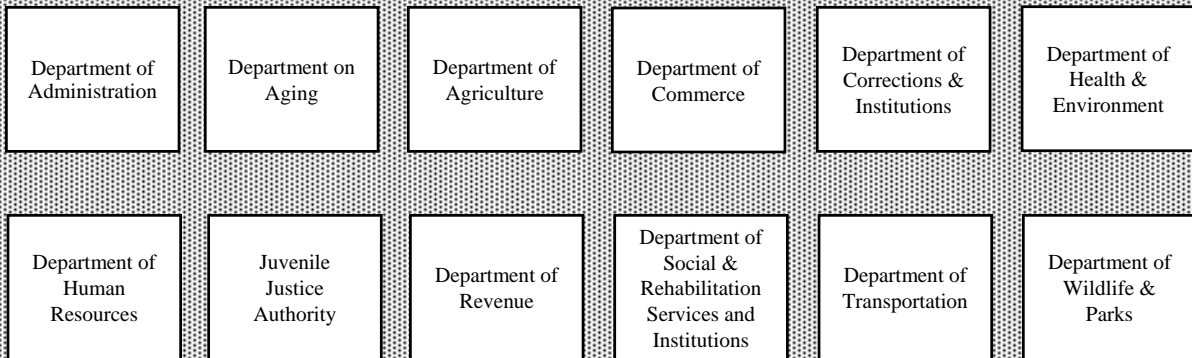 Department of
Administration
Department on
Aging
Department of
Agriculture
Department of
Commerce
Department of
Corrections &
Institutions
Department of
Health &
Environment
Department of
Human
Resources
Juvenile
Justice
Authority
Department of
Revenue
Department of
Social &
Rehabilitation
Services and
Institutions
Department of
Transportation
Department of
Wildlife &
Parks